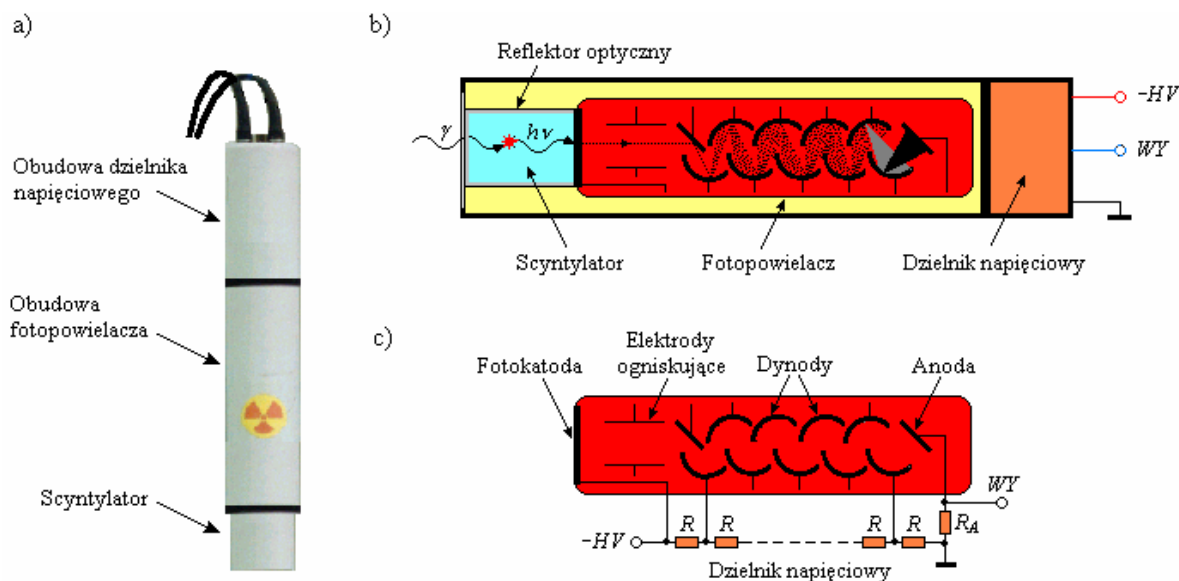 a)
Obudowa dzielnika
napięciowego
Obudowa
fotopowielacza
Scyntylator
b)
Reflektor optyczny
γ
hν
-HV
WY
Scyntylator
Fotopowielacz
Dzielnik napięciowy
c)
Fotokatoda
Elektrody
ogniskujące
Dynody
Anoda
WY
R_A
-HV
R
R
R
R
Dzielnik napięciowy